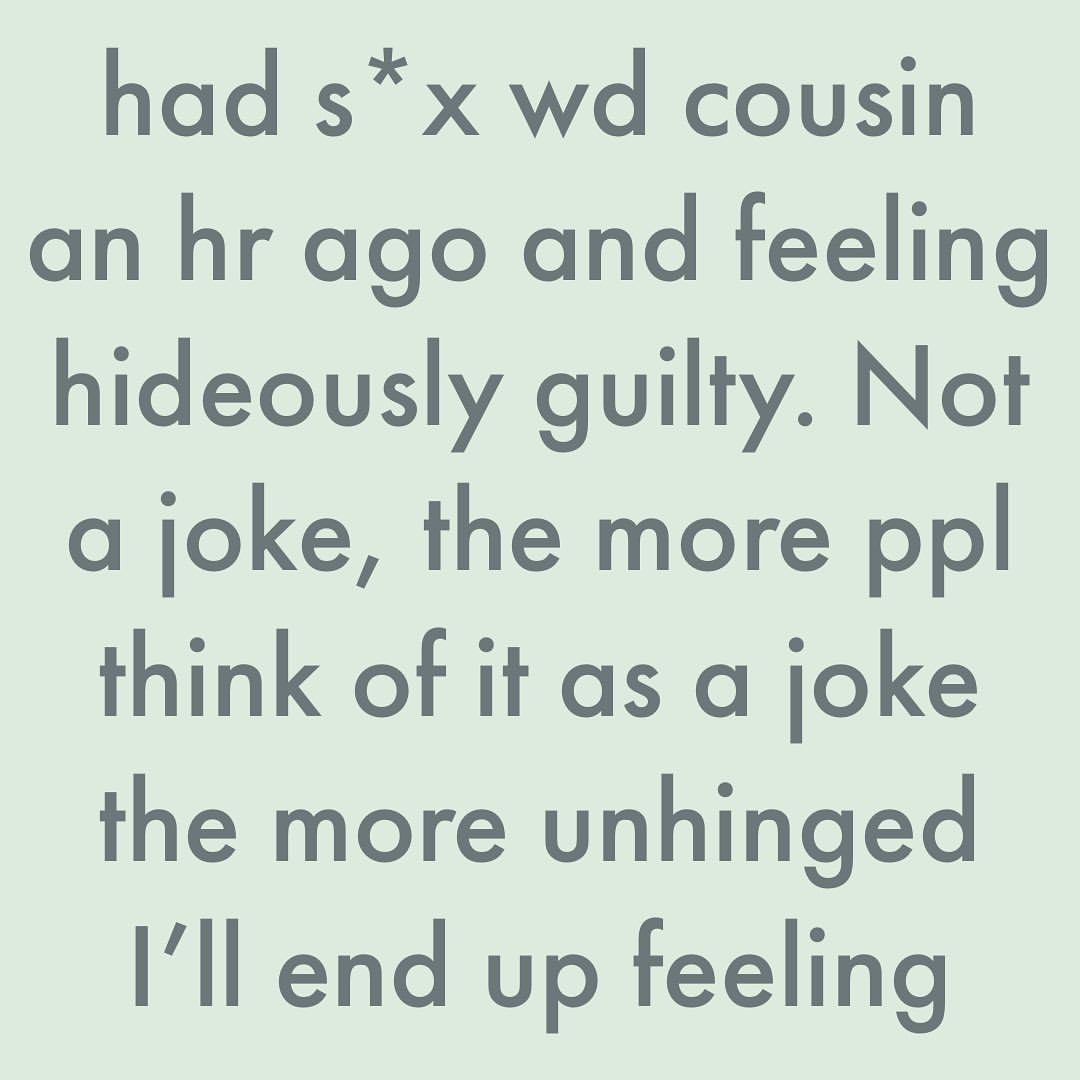 had s*x wd cousin
an hr ago and feeling
hideously guilty. Not
a joke, the more ppl
think of it as a joke
the more unhinged
I’ll end up feeling